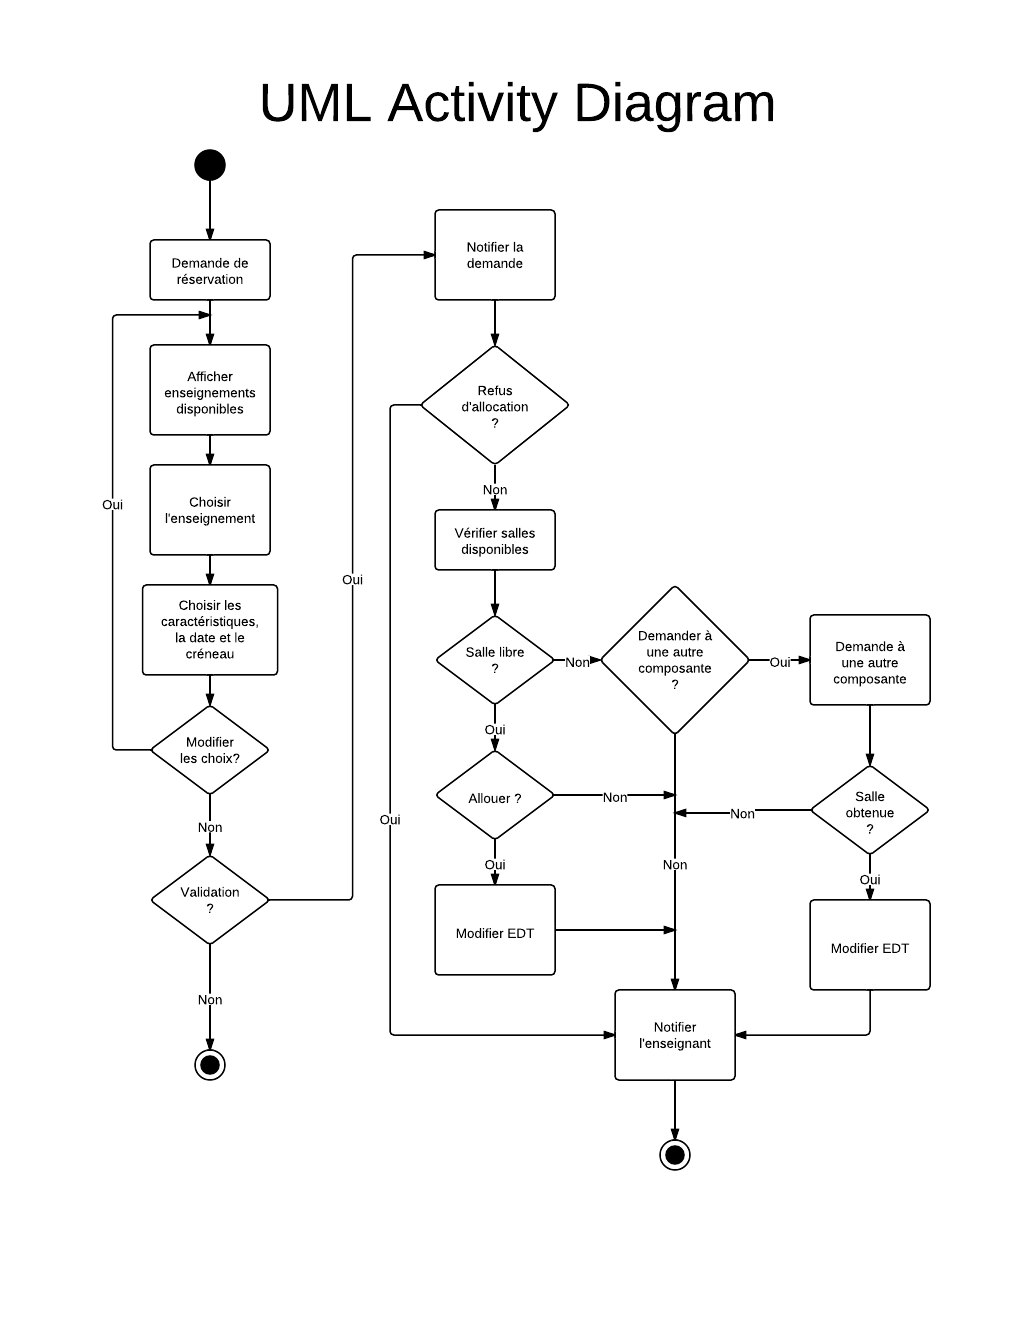 UML Activity Diagram
Demande de
réservation
Afficher
enseignements
disponibles
Choisir
l'enseignement
Oui
Choisir les
caractéristiques,
la date et le
créneau
Modifier
les choix?
Non
Validation
?
Non
Oui
Notifier la
demande
Refus
d'allocation
?
Non
Oui
Vérifier salles
disponibles
Salle libre
?
Non
Oui
Demander à
une autre
composante
?
Oui
Non
Demande à
une autre
composante
Allouer ?
Non
Oui
Salle
obtenue
?
Non
Oui
Modifier EDT
Modifier EDT
Notifier
l'enseignant